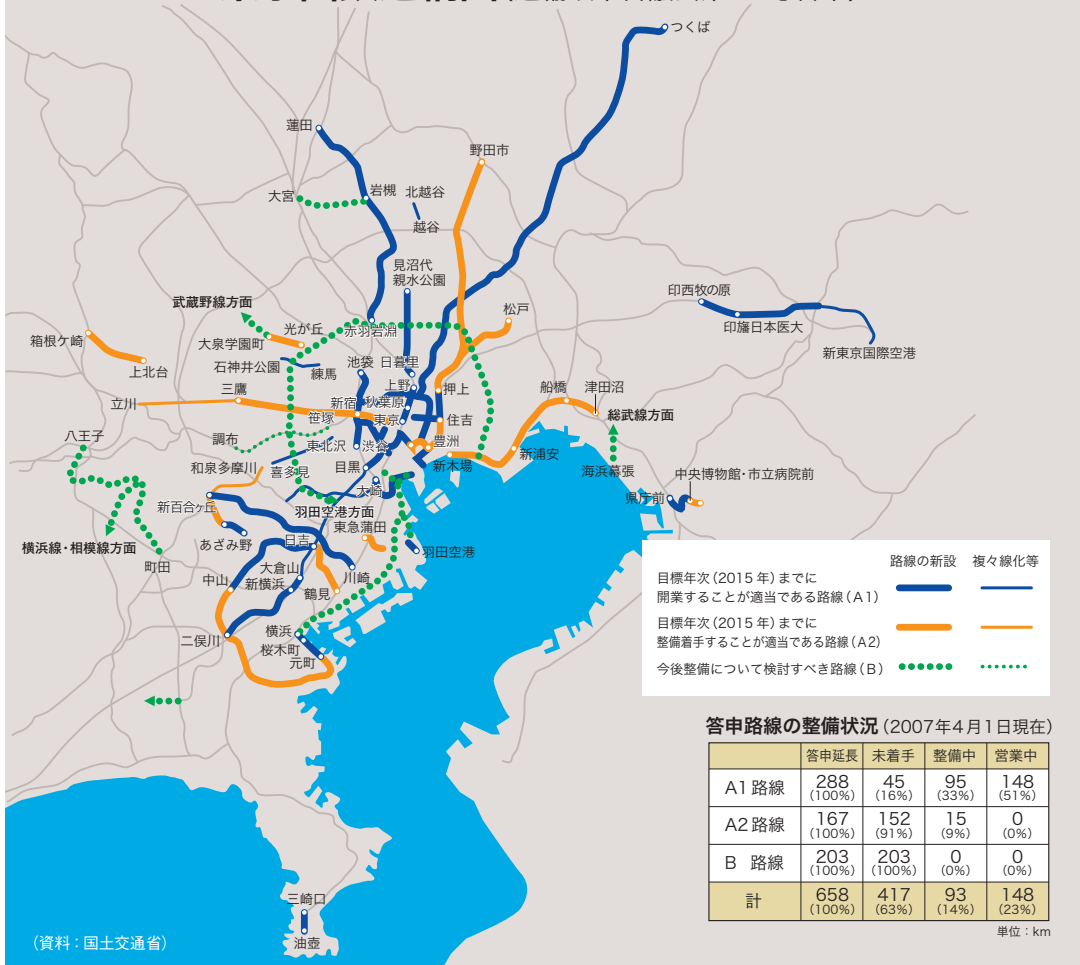 つくば
蓮田
野田市
大宮
岩槻
北越谷
越谷
見沼代
親水公園
武蔵野線方面
印西牧の原
松戸
光が丘
赤羽岩淵
箱根ケ崎
大泉学園町
印旛日本医大
新東京国際空港
石神井公園
池袋
日暮里
上北台
練馬
三鷹
上野
押上
船橋
津田沼
立川
新宿
秋葉原
笹塚
東京
住吉
総武線方面
八王子
調布
東北沢
渋谷
豊洲
新浦安
和泉多摩川
喜多見
目黒
新木場
海浜幕張
中央博物館・市立病院前
大崎
県庁前
新百合ヶ丘
羽田空港方面
東急蒲田
横浜線・相模線方面
あざみ野
日吉
羽田空港
町田
大倉山
中山
新横浜
川崎
鶴見
二俣川
横浜
桜木町
元町
路線の新設 複々線化等
目標年次(2015年)までに
開業することが適当である路線(A1)
目標年次(2015年)までに
整備着手することが適当である路線(A2)
今後整備について検討すべき路線(B)
答申路線の整備状況(2007年4月1日現在)
答申延長 未着手 整備中 営業中
A1路線 288 45 95 148
(100%) (16%) (33%) (51%)
A2路線 167 152 15 0
(100%) (91%) (9%) (0%)
B 路線 203 203 0 0
(100%) (100%) (0%) (0%)
計 658 417 93 148
(100%) (63%) (14%) (23%)
単位:km
三崎口
油壺
(資料:国土交通省)